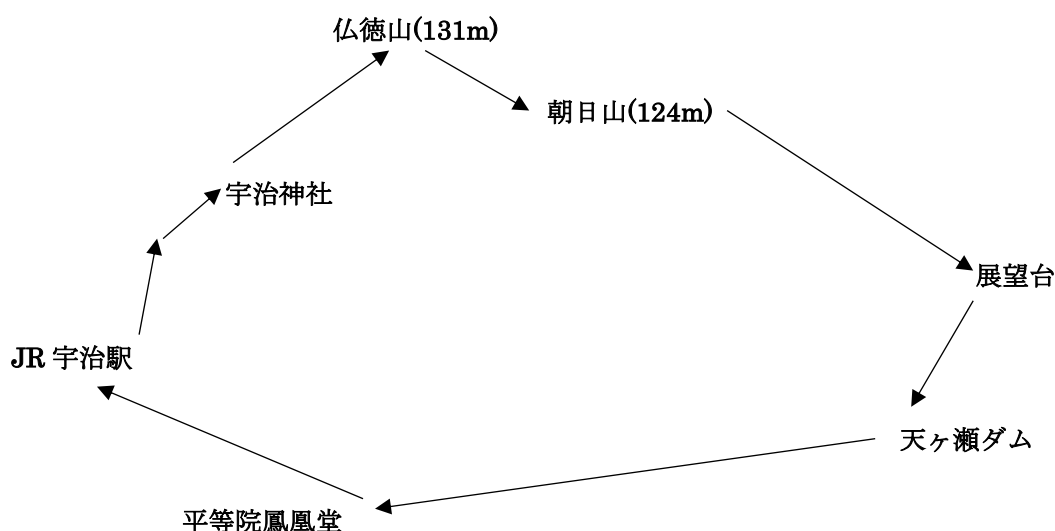 仏徳山(131m)
朝日山(124m)
宇治神社
展望台
JR 宇治駅
天ヶ瀬ダム
平等院鳳凰堂